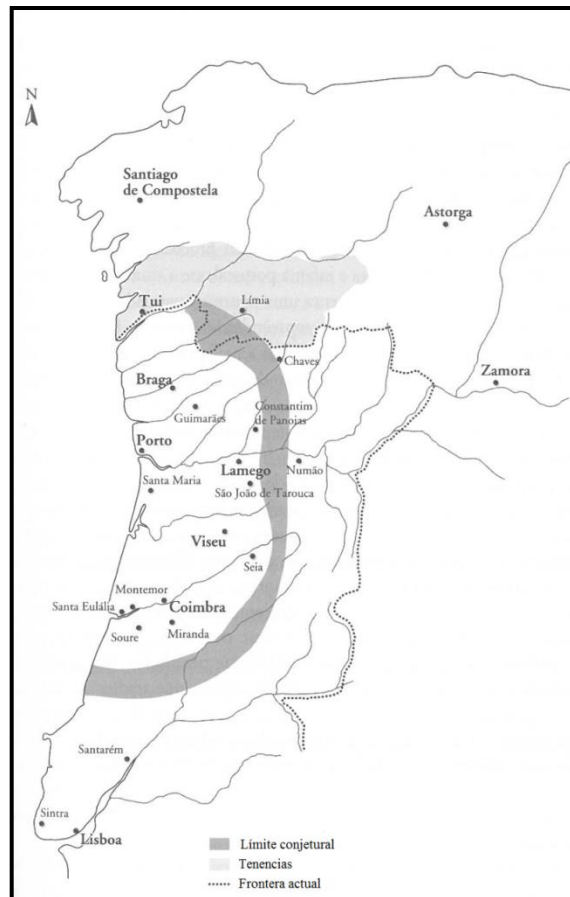 N
Santiago
de Compostela
Astorga
Tui
Límia
Chaves
Zamora
Braga
Guimarães
Constantim
de Panoias
Porto
Lamego
Numão
Santa Maria
São João de Tarouca
Viseu
Seia
Montemor
Santa Eulália
Coimbra
Soure
Miranda
Santarém
Sintra
Lisboa
Límite conjetural
Tenencias
Frontera actual